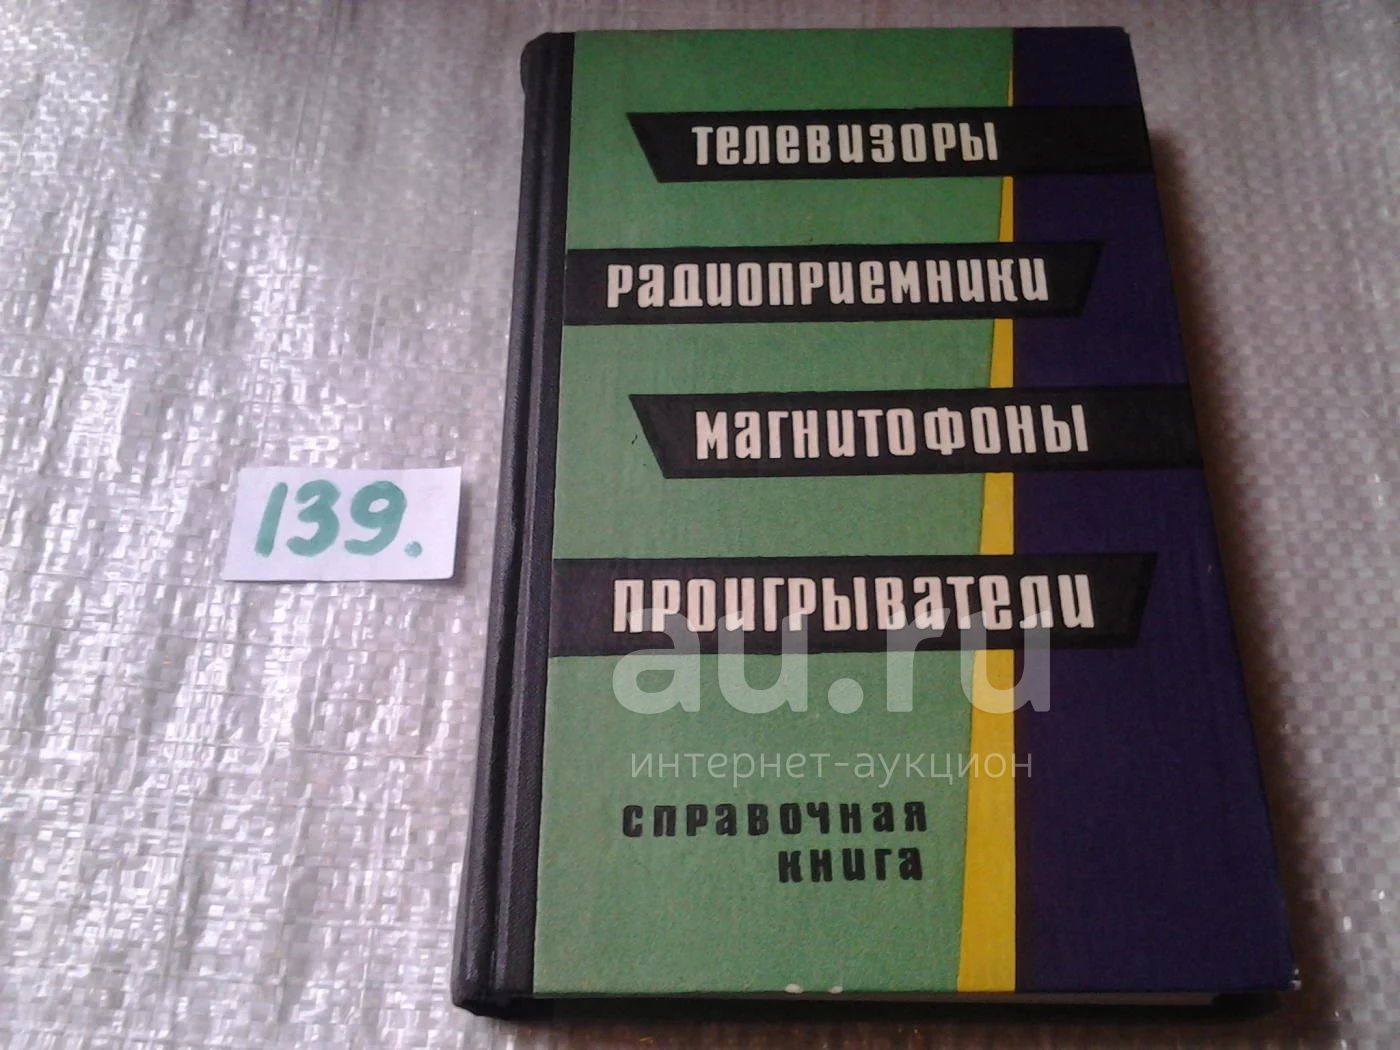 телевизоры
радиоприемники
магнитофоны
проигрыватели
au.ru
интернет-аукцион
справочная
книга
139.